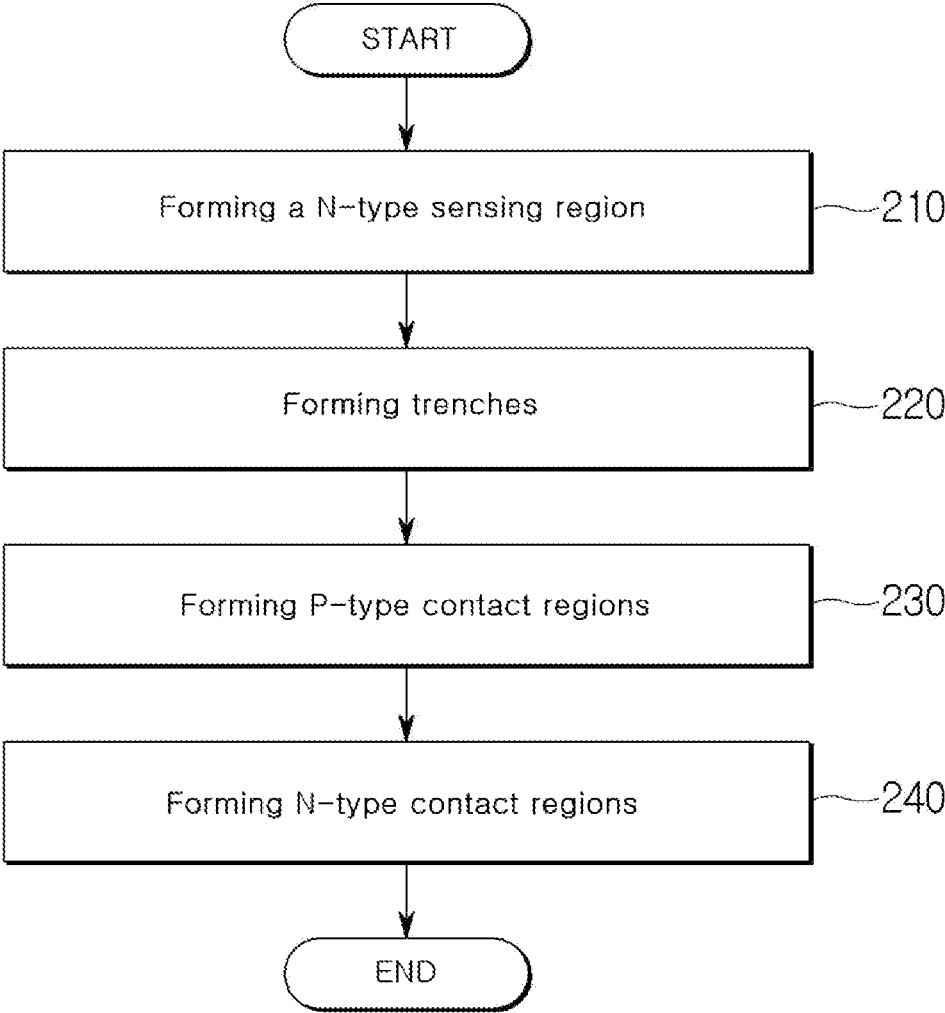 START
Forming a N-type sensing region
210
Forming trenches
220
Forming P-type contact regions
230
Forming N-type contact regions
240
END